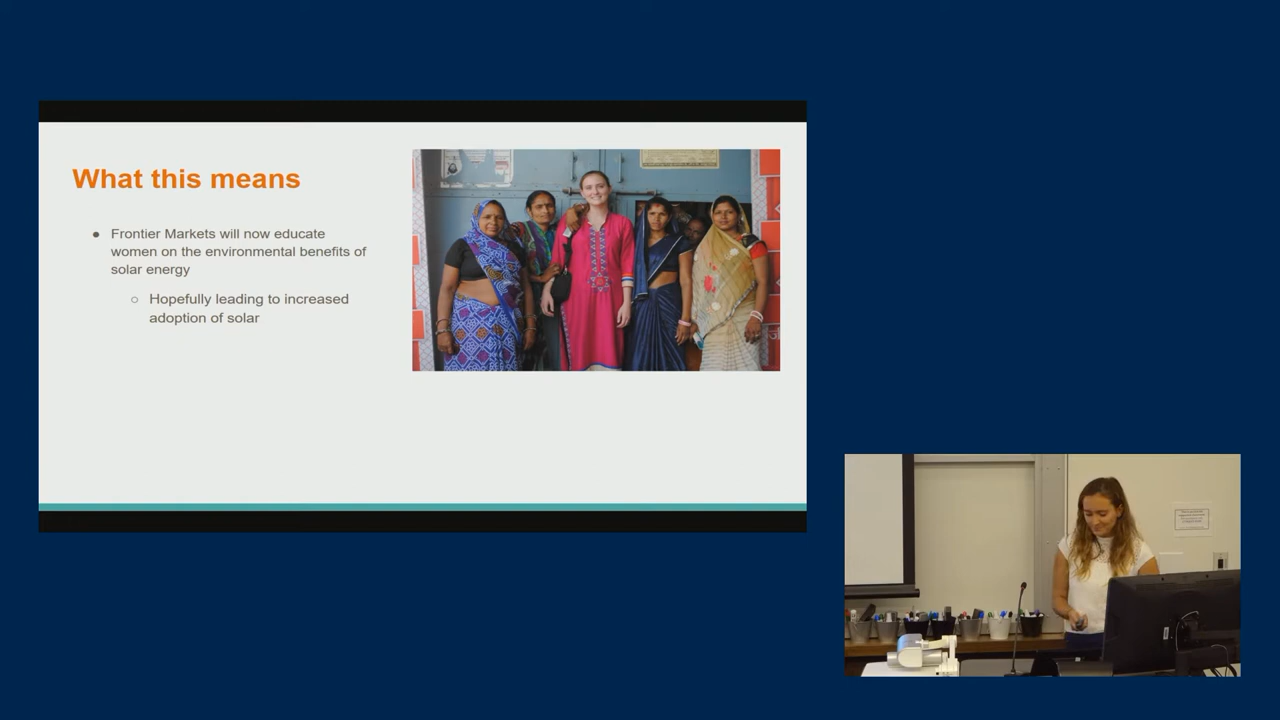 What this means
● Frontier Markets will now educate
women on the environmental benefits of
solar energy
○ Hopefully leading to increased
adoption of solar